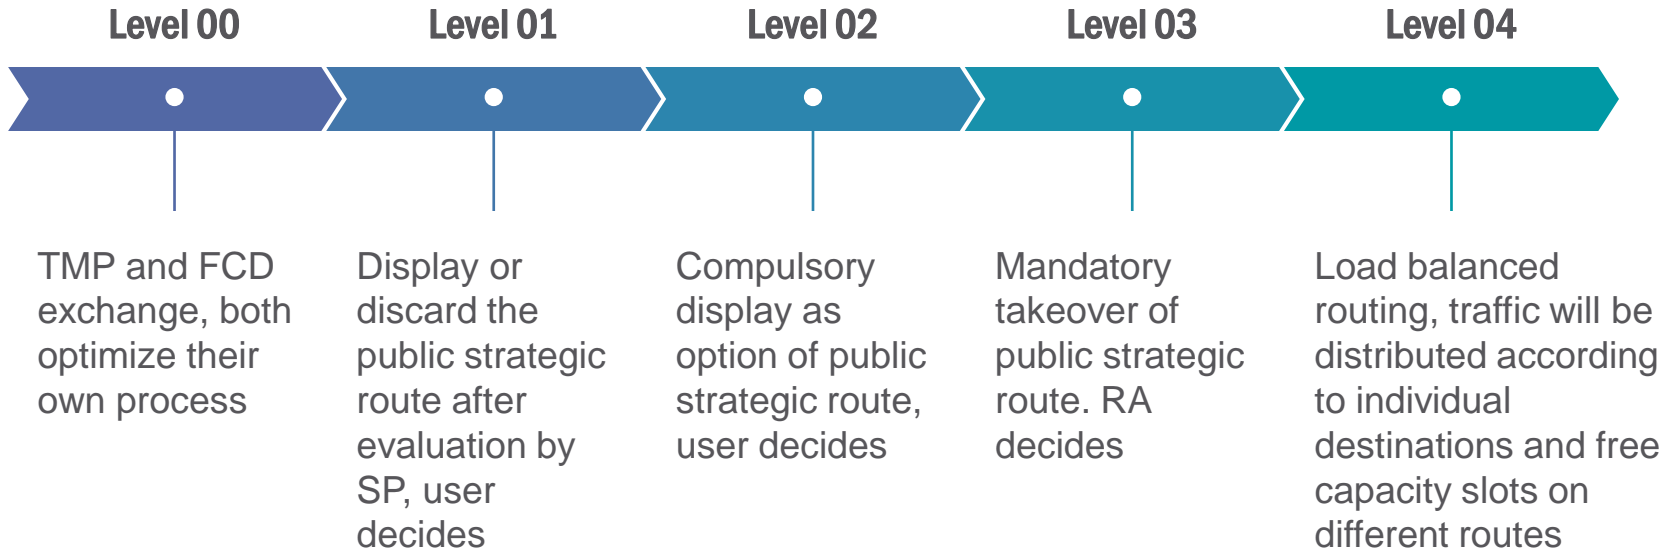 Level 00
Level 01
Level 02
Level 03
Level 04
TMP and FCD
exchange, both
optimize their
own process
Display or
discard the
public strategic
route after
evaluation by
SP, user
decides
Compulsory
display as
option of public
strategic route,
user decides
Mandatory
takeover of
public strategic
route. RA
decides
Load balanced
routing, traffic will be
distributed according
to individual
destinations and free
capacity slots on
different routes